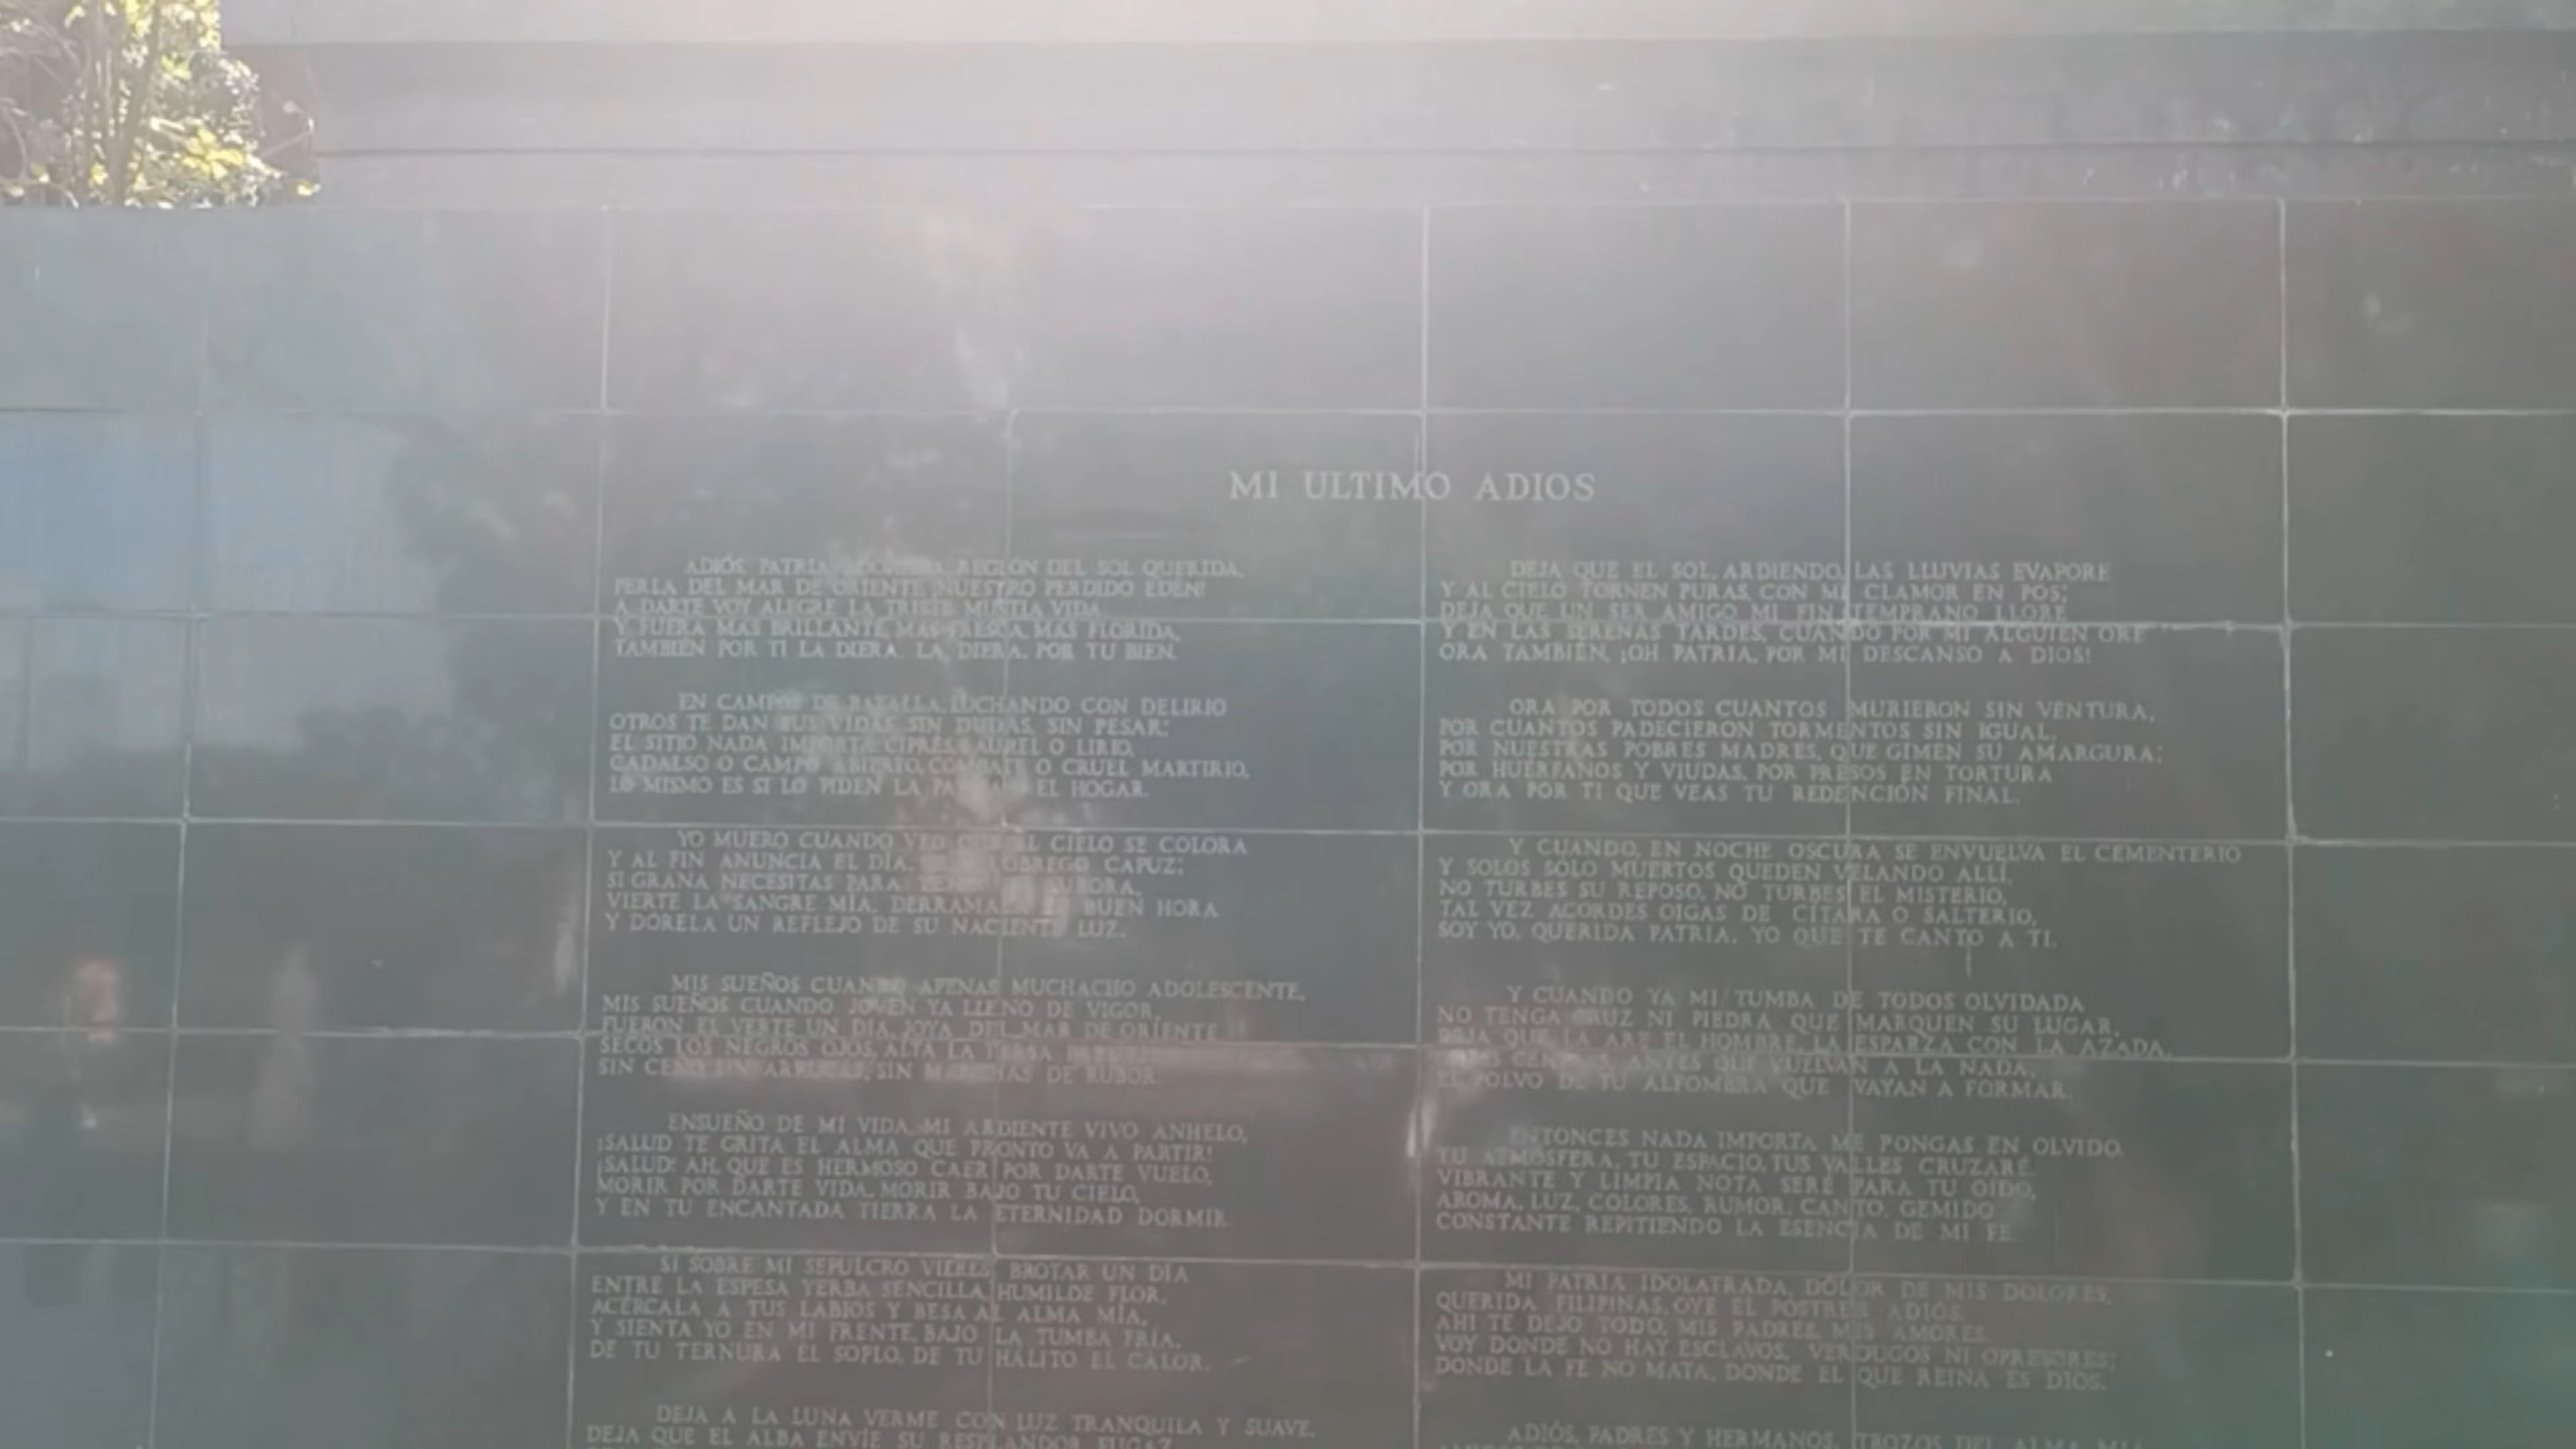 MI ULTIMO ADIOS
ADIÓS, PATRIA REGIÓN DEL SOL QUERIDA,
PERLA DEL MAR DE ORIENTE, NUESTRO PERDIDO EDEN!
A DARTE VOY ALEGRE LA TRISTE MUSTIA VIDA
Y FUERA MAS BRILLANTE, MAS FRESCA, MAS FLORIDA,
TAMBIEN POR TI LA DIERA. LA DIERA, POR TU BIEN.
EN CAMPOS DE BATALLA, LUCHANDO CON DELIRIO
OTROS TE DAN SUS VIDAS SIN DUDAS, SIN PESAR;
EL SITIO NADA IMPORTA, CIPRÉS, LAUREL O LIRIO,
CADALSO O CAMPO ABIERTO, COMBATE O CRUEL MARTIRIO,
LO MISMO ES SI LO PIDEN LA EL HOGAR.
YO MUERO CUANDO VEO CIELO SE COLORA
Y AL FIN ANUNCIA EL DÍA, LÓBREGO CAPUZ;
SI GRANA NECESITAS PARA AURORA,
VIERTE LA SANGRE MÍA, DERRAMA BUEN HORA
Y DORELA UN REFLEJO DE SU NACIENTE LUZ.
MIS SUEÑOS CUANDO APENAS MUCHACHO ADOLESCENTE,
MIS SUEÑOS CUANDO JOVEN YA LLENO DE VIGOR,
FUERON EL VERTE UN DIA, JOYA DEL MAR DE ORÍENTE
SECOS LOS NEGROS OJOS, ALTA LA TERSA
SIN CEÑO, SIN ARRUGAS, SIN MANCHAS DE RUBOR
ENSUEÑO DE MI VIDA, MI ARDIENTE VIVO ANHELO,
¡SALUD TE GRITA EL ALMA QUE PRONTO VA A PARTIR!
¡SALUD! AH, QUE ES HERMOSO CAER POR DARTE VUELO,
MORIR POR DARTE VIDA, MORIR BAJO TU CIELO,
Y EN TU ENCANTADA TIERRA LA ETERNIDAD DORMIR.
SI SOBRE MI SEPULCRO VIERES BROTAR UN DÍA
ENTRE LA ESPESA YERBA SENCILLA, HUMILDE FLOR,
ACÉRCALA A TUS LABIOS Y BESA AL ALMA MÍA,
Y SIENTA YO EN MI FRENTE, BAJO LA TUMBA FRÍA,
DE TU TERNURA EL SOPLO, DE TU HÁLITO EL CALOR.
DEJA A LA LUNA VERME CON LUZ TRANQUILA Y SUAVE,
DEJA QUE EL ALBA ENVÍE SU RESPLANDOR FUGAZ
DEJA QUE EL SOL, ARDIENDO, LAS LLUVIAS EVAPORE
Y AL CIELO TORNEN PURAS, CON MI CLAMOR EN POS;
DEJA QUE UN SER AMIGO MI FIN TEMPRANO LLORE
Y EN LAS SERENAS TARDES, CUANDO POR MI ALGUIEN ORE
ORA TAMBIÉN, ¡OH PATRIA, POR MI DESCANSO A DIOS!
ORA POR TODOS CUANTOS MURIERON SIN VENTURA,
POR CUANTOS PADECIERON TORMENTOS SIN IGUAL,
POR NUESTRAS POBRES MADRES, QUE GIMEN SU AMARGURA;
POR HUÉRFANOS Y VIUDAS, POR PRESOS EN TORTURA
Y ORA POR TI QUE VEAS TU REDENCIÓN FINAL.
Y CUANDO, EN NOCHE OSCURA SE ENVUELVA EL CEMENTERIO
Y SOLOS SÓLO MUERTOS QUEDEN VELANDO ALLÍ,
NO TURBES SU REPOSO, NO TURBES EL MISTERIO,
TAL VEZ ACORDES OIGAS DE CÍTARA O SALTERIO,
SOY YO, QUERIDA PATRIA, YO QUE TE CANTO A TI.
Y CUANDO YA MI TUMBA DE TODOS OLVIDADA
NO TENGA CRUZ NI PIEDRA QUE MARQUEN SU LUGAR,
DEJA QUE LA ARE EL HOMBRE, LA ESPARZA CON LA AZADA,
ANTES QUE VUELVAN A LA NADA,
EL POLVO DE TU ALFOMBRA QUE VAYAN A FORMAR.
ENTONCES NADA IMPORTA ME PONGAS EN OLVIDO.
TU ATMÓSFERA, TU ESPACIO, TUS VALLES CRUZARÉ
VIBRANTE Y LIMPIA NOTA SERÉ PARA TU OIDO,
AROMA, LUZ, COLORES, RUMOR, CANTO, GEMIDO
CONSTANTE REPITIENDO LA ESENCIA DE MI FE.
MI PATRIA IDOLATRADA, DOLOR DE MIS DOLORES,
QUERIDA FILIPINAS, OYE EL POSTRER ADIÓS.
AHI TE DEJO TODO, MIS PADRES, MIS AMORES.
VOY DONDE NO HAY ESCLAVOS, VERDUGOS NI OPRESORES;
DONDE LA FE NO MATA, DONDE EL QUE REINA ES DIOS.
ADIÓS, PADRES Y HERMANOS, TROZOS DEL ALMA MÍA